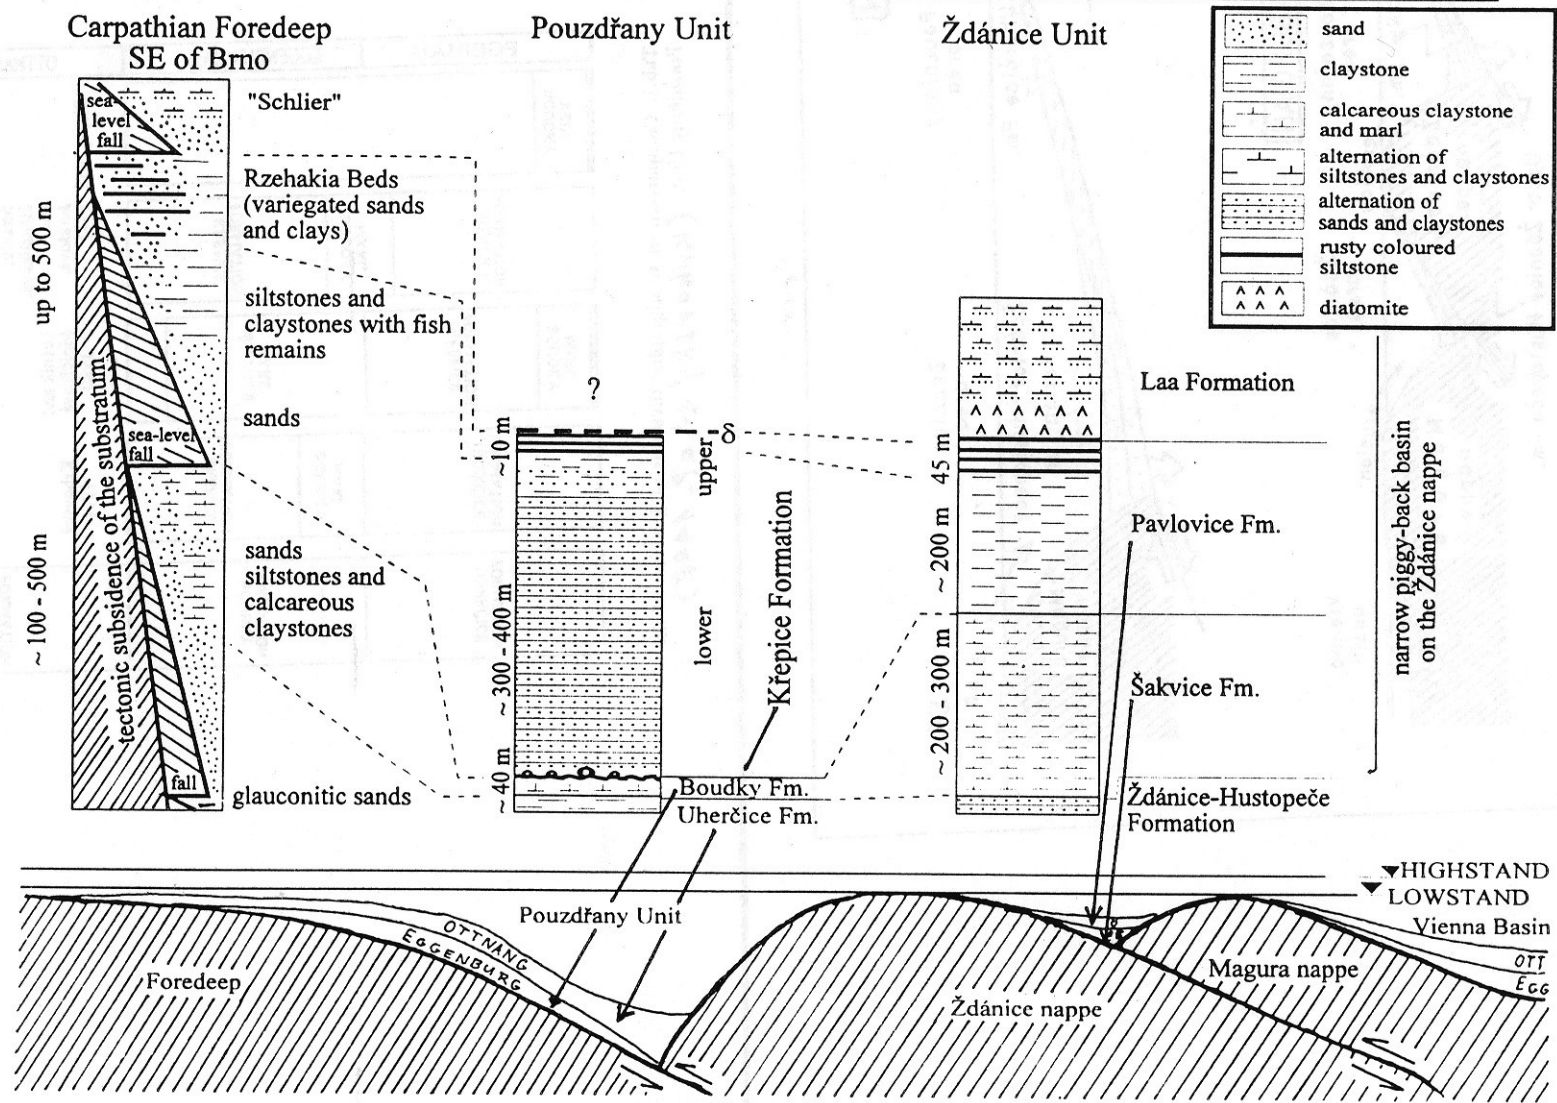 Carpathian Foredeep
SE of Brno
Pouzdřany Unit
Ždánice Unit
sand
claystone
calcareous claystone
and marl
alternation of
siltstones and claystones
alternation of
sands and claystones
rusty coloured
siltstone
diatomite
sea-
level
fall
"Schlier"
Rzehakia Beds
(variegated sands
and clays)
siltstones and
claystones with fish
remains
sands
sea-level
fall
sands
siltstones and
calcareous
claystones
fall
glauconitic sands
up to 500 m
~ 100 - 500 m
tectonic subsidence of the substratum
?
δ
~10 m
~ 300 - 400 m
~ 40 m
upper
lower
Křepice Formation
Boudky Fm.
Uherčice Fm.
45 m
~ 200 m
~ 200 - 300 m
Laa Formation
Pavlovice Fm.
Šakvice Fm.
Ždánice-Hustopeče
Formation
narrow piggy-back basin
on the Ždánice nappe
HIGHSTAND
LOWSTAND
Vienna Basin
Pouzdřany Unit
OTTNANG
EGGENBURG
OTT
EGG
Foredeep
Magura nappe
Ždánice nappe